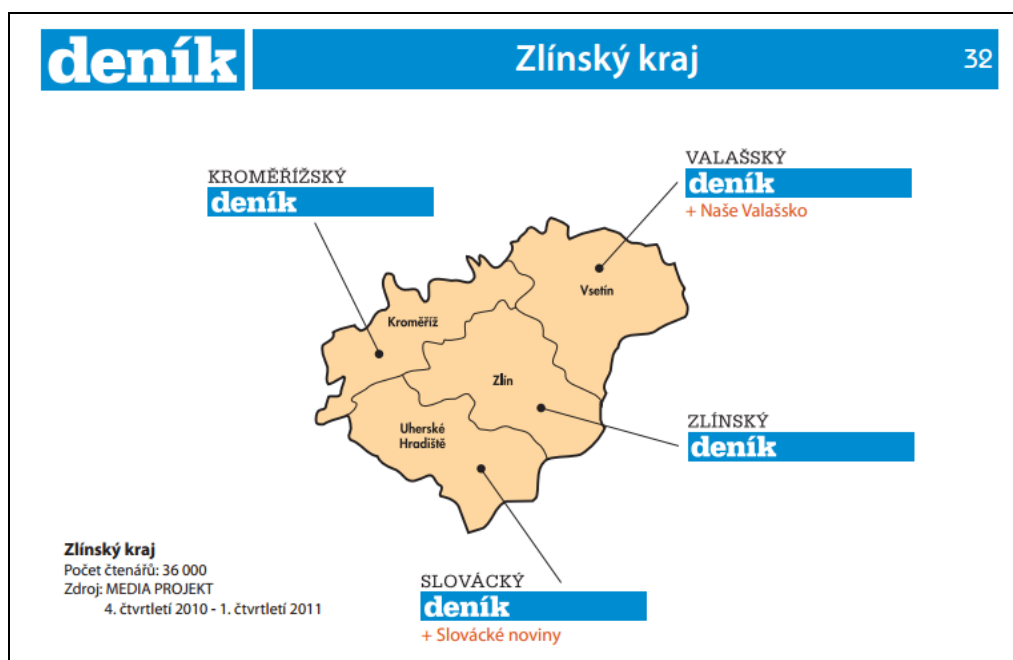 deník
Zlínský kraj
32
KROMĚŘÍŽSKÝ
deník
VALAŠSKÝ
deník
+ Naše Valašsko
Vsetín
Kroměříž
Zlín
Uherské
Hradiště
ZLÍNSKÝ
deník
Zlínský kraj
Počet čtenářů: 36 000
Zdroj: MEDIA PROJEKT
4. čtvrtletí 2010 - 1. čtvrtletí 2011
SLOVÁCKÝ
deník
+ Slovácké noviny